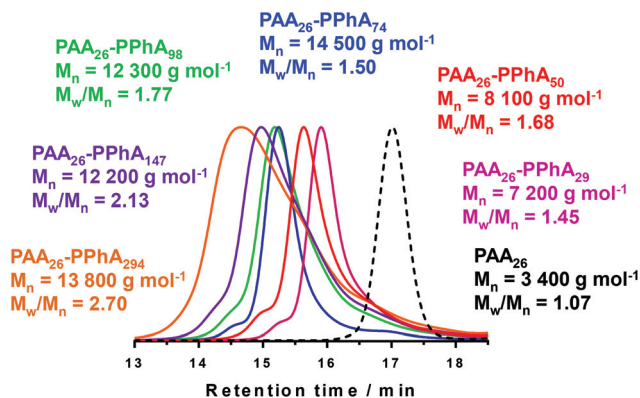 PAA26-PPhA74
Mn = 14 500 g mol-1
Mw/Mn = 1.50
PAA26-PPhA98
Mn = 12 300 g mol-1
Mw/Mn = 1.77
PAA26-PPhA50
Mn = 8 100 g mol-1
Mw/Mn = 1.68
PAA26-PPhA147
Mn = 12 200 g mol-1
Mw/Mn = 2.13
PAA26-PPhA29
Mn = 7 200 g mol-1
Mw/Mn = 1.45
PAA26-PPhA294
Mn = 13 800 g mol-1
Mw/Mn = 2.70
PAA26
Mn = 3 400 g mol-1
Mw/Mn = 1.07
13 14 15 16 17 18
Retention time / min